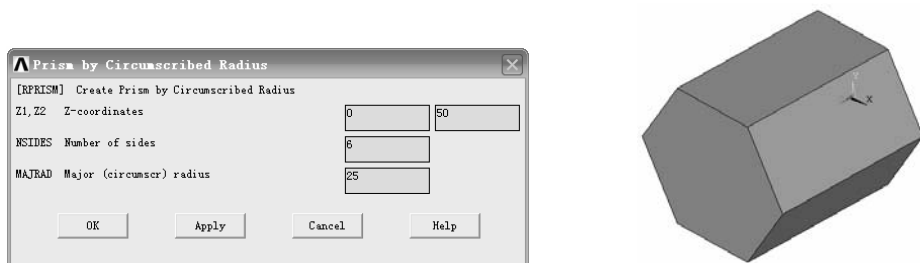 Prism by Circumscribed Radius
[RPRISM] Create Prism by Circumscribed Radius
Z1,Z2 Z-coordinates 0 50
NSIDES Number of sides 6
MAJRAD Major (circumscr) radius 25
OK Apply Cancel Help
Y
X